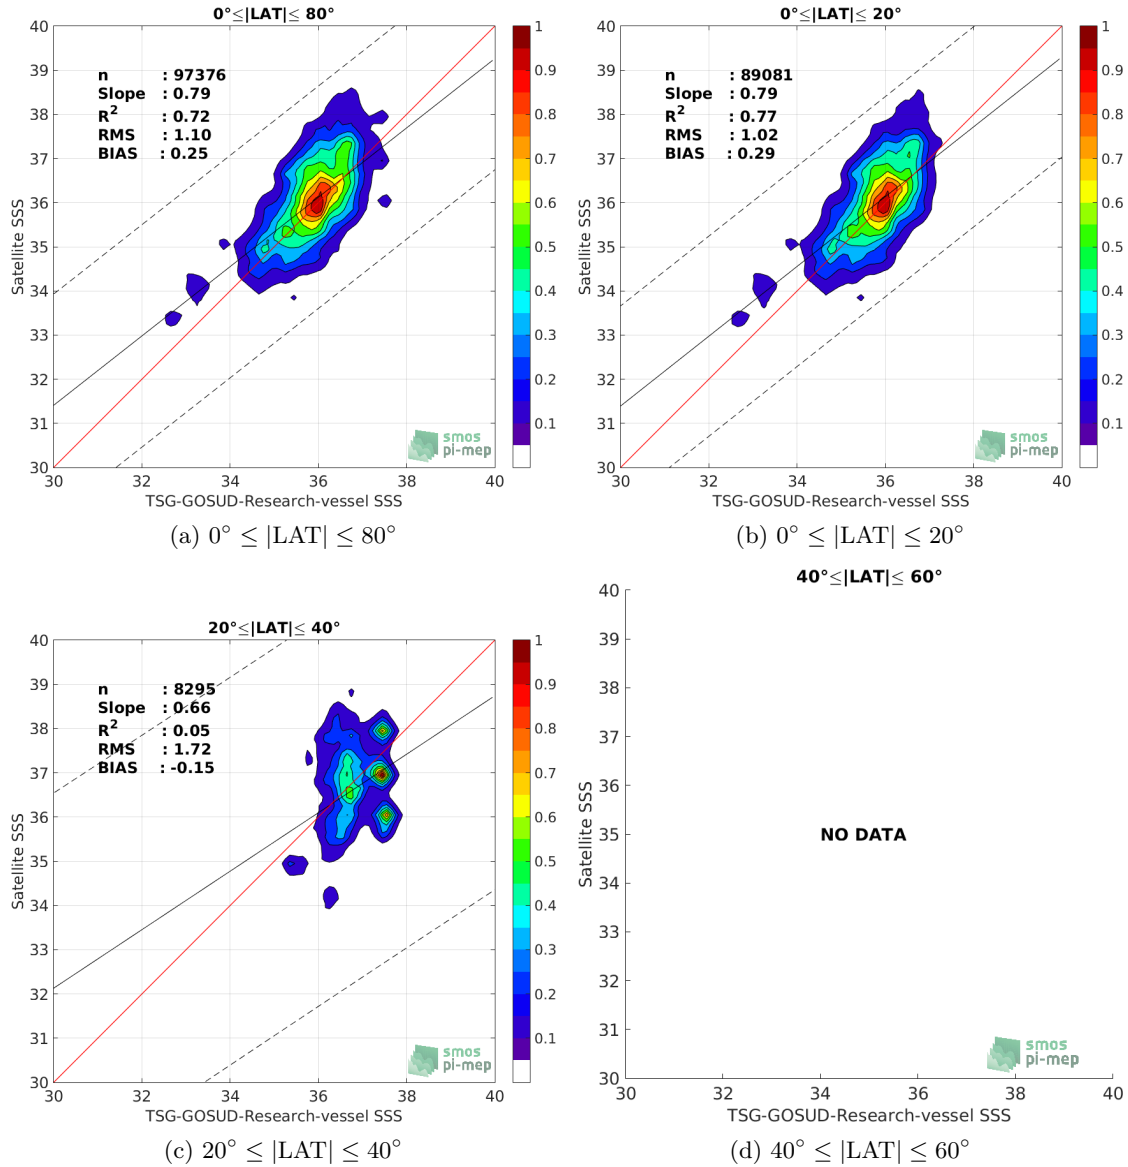 0°≤|LAT|≤ 80°
40
39
38
37
36
35
34
33
32
31
30
Satellite SSS
n : 97376
Slope : 0.79
R² : 0.72
RMS : 1.10
BIAS : 0.25
smos
pi-mep
30 32 34 36 38 40
TSG-GOSUD-Research-vessel SSS
1
0.9
0.8
0.7
0.6
0.5
0.4
0.3
0.2
0.1
(a) 0° ≤ |LAT| ≤ 80°
0°≤|LAT|≤ 20°
40
39
38
37
36
35
34
33
32
31
30
Satellite SSS
n : 89081
Slope : 0.79
R² : 0.77
RMS : 1.02
BIAS : 0.29
smos
pi-mep
30 32 34 36 38 40
TSG-GOSUD-Research-vessel SSS
1
0.9
0.8
0.7
0.6
0.5
0.4
0.3
0.2
0.1
(b) 0° ≤ |LAT| ≤ 20°
20°≤|LAT|≤ 40°
40
39
38
37
36
35
34
33
32
31
30
Satellite SSS
n : 8295
Slope : 0.66
R² : 0.05
RMS : 1.72
BIAS : -0.15
smos
pi-mep
30 32 34 36 38 40
TSG-GOSUD-Research-vessel SSS
1
0.9
0.8
0.7
0.6
0.5
0.4
0.3
0.2
0.1
(c) 20° ≤ |LAT| ≤ 40°
40°≤|LAT|≤ 60°
40
39
38
37
36
35
34
33
32
31
30
Satellite SSS
NO DATA
smos
pi-mep
30 32 34 36 38 40
TSG-GOSUD-Research-vessel SSS
(d) 40° ≤ |LAT| ≤ 60°